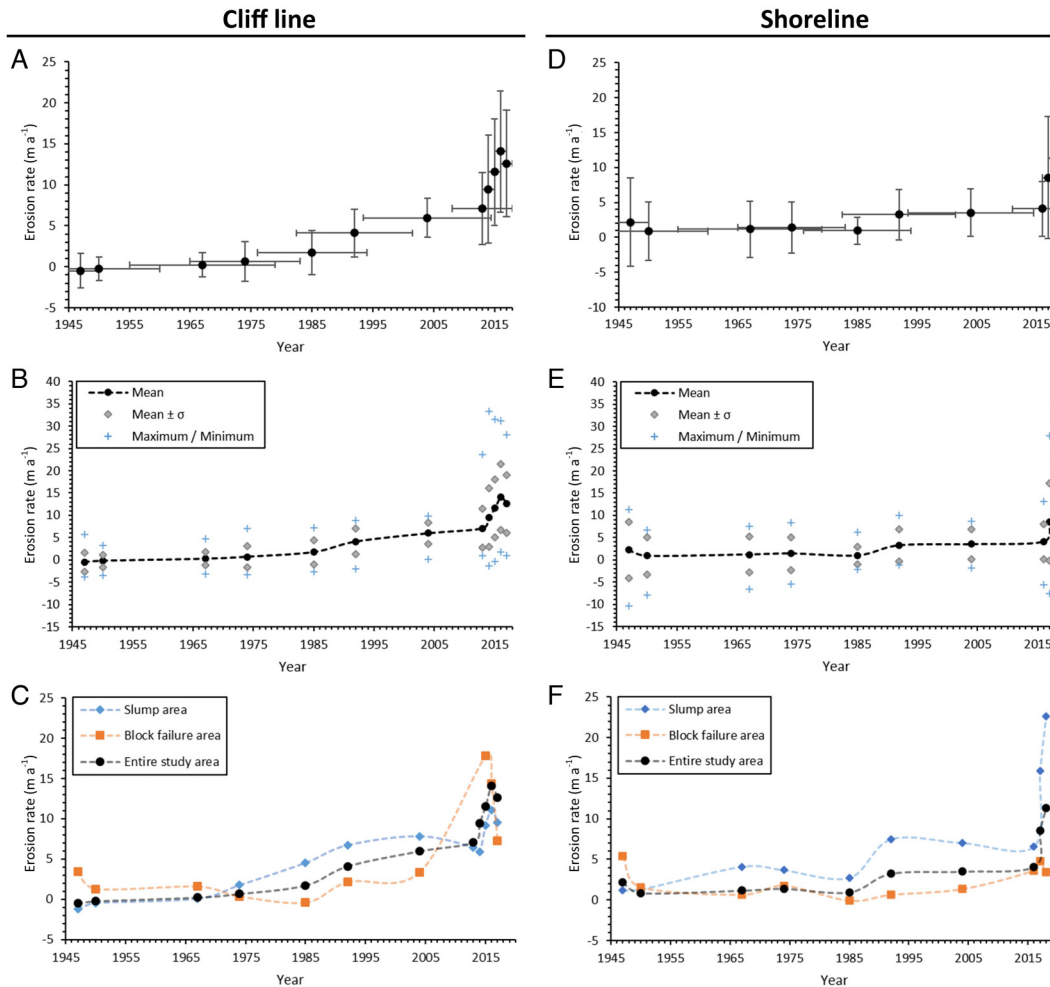 Cliff line
Shoreline
A
25
20
15
10
5
0
-5
Erosion rate (m a⁻¹)
1945 1955 1965 1975 1985 1995 2005 2015
Year
D
25
20
15
10
5
0
-5
-10
Erosion rate (m a⁻¹)
1945 1955 1965 1975 1985 1995 2005 2015
Year
B
40
35
30
25
20
15
10
5
0
-5
-10
-15
Erosion rate (m a⁻¹)
Mean
Mean ± σ
Maximum / Minimum
1945 1955 1965 1975 1985 1995 2005 2015
Year
E
40
35
30
25
20
15
10
5
0
-5
-10
-15
Erosion rate (m a⁻¹)
Mean
Mean ± σ
Maximum / Minimum
1945 1955 1965 1975 1985 1995 2005 2015
Year
C
25
20
15
10
5
0
-5
Erosion rate (m a⁻¹)
Slump area
Block failure area
Entire study area
1945 1955 1965 1975 1985 1995 2005 2015
Year
F
25
20
15
10
5
0
-5
Erosion rate (m a⁻¹)
Slump area
Block failure area
Entire study area
1945 1955 1965 1975 1985 1995 2005 2015
Year